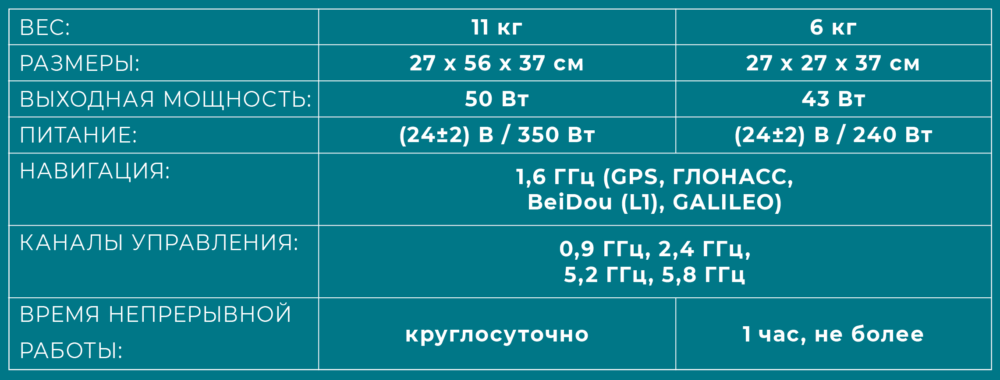 ВЕС:
11 кг
6 кг
РАЗМЕРЫ:
27 х 56 х 37 см
27 х 27 х 37 см
ВЫХОДНАЯ МОЩНОСТЬ:
50 Вт
43 Вт
ПИТАНИЕ:
(24±2) В / 350 Вт
(24±2) В / 240 Вт
НАВИГАЦИЯ:
1,6 ГГц (GPS, ГЛОНАСС,
BeiDou (L1), GALILEO)
КАНАЛЫ УПРАВЛЕНИЯ:
0,9 ГГц, 2,4 ГГц,
5,2 ГГц, 5,8 ГГц
ВРЕМЯ НЕПРЕРЫВНОЙ
РАБОТЫ:
круглосуточно
1 час, не более